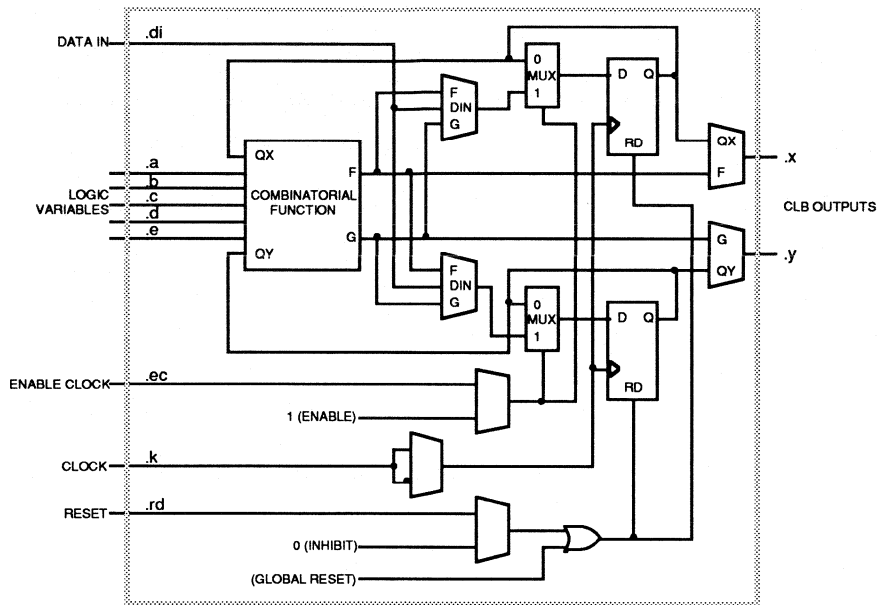 DATA IN
.di
0
MUX
1
D Q
RD
F
DIN
G
QX
F
.x
QX
COMBINATORIAL
FUNCTION
F
G
QY
LOGIC
VARIABLES
.a
.b
.c
.d
.e
CLB OUTPUTS
G
QY
.y
F
DIN
G
0
MUX
1
D Q
RD
ENABLE CLOCK
.ec
1 (ENABLE)
CLOCK
.k
RESET
.rd
0 (INHIBIT)
(GLOBAL RESET)